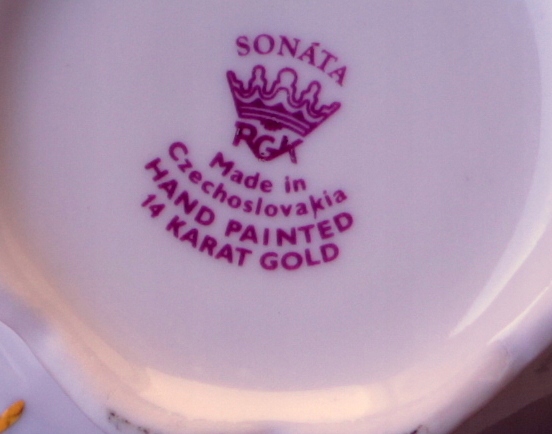 SONÁTA
RGK
Made in
Czechoslovakia
HAND PAINTED
14 KARAT GOLD